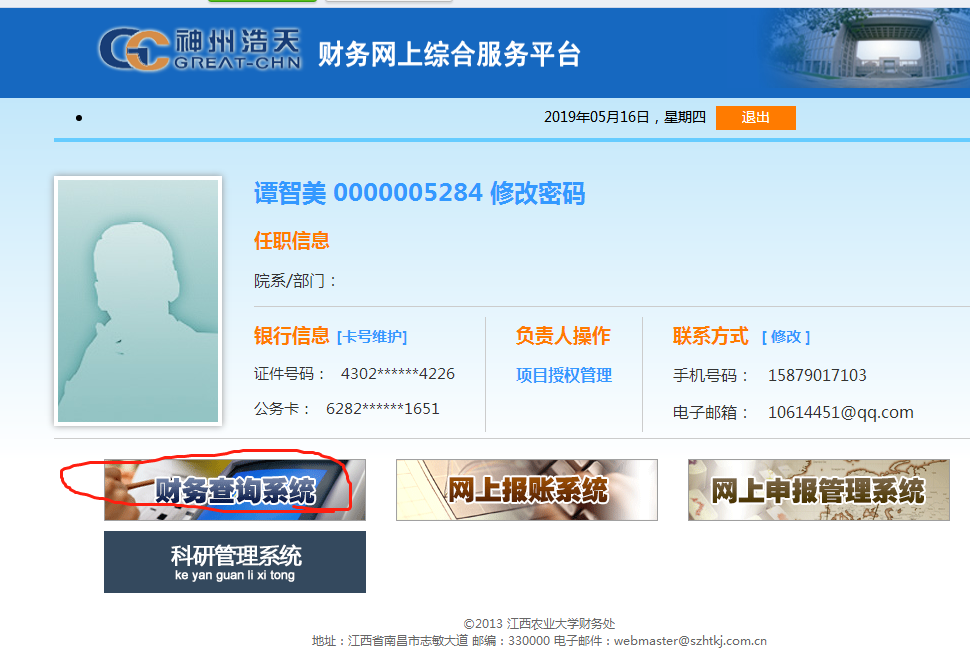 神州浩天
GREAT-CHN
财务网上综合服务平台
2019年05月16日，星期四 退出
谭智美 0000005284 修改密码
任职信息
院系/部门：
银行信息 [卡号维护]
证件号码： 4302******4226
公务卡： 6282******1651
负责人操作
项目授权管理
联系方式 [ 修改 ]
手机号码： 15879017103
电子邮箱： 10614451@qq.com
财务查询系统
网上报账系统
网上申报管理系统
科研管理系统
ke yan guan li xi tong
©2013 江西农业大学财务处
地址：江西省南昌市志敏大道 邮编：330000 电子邮件：webmaster@szhtkj.com.cn